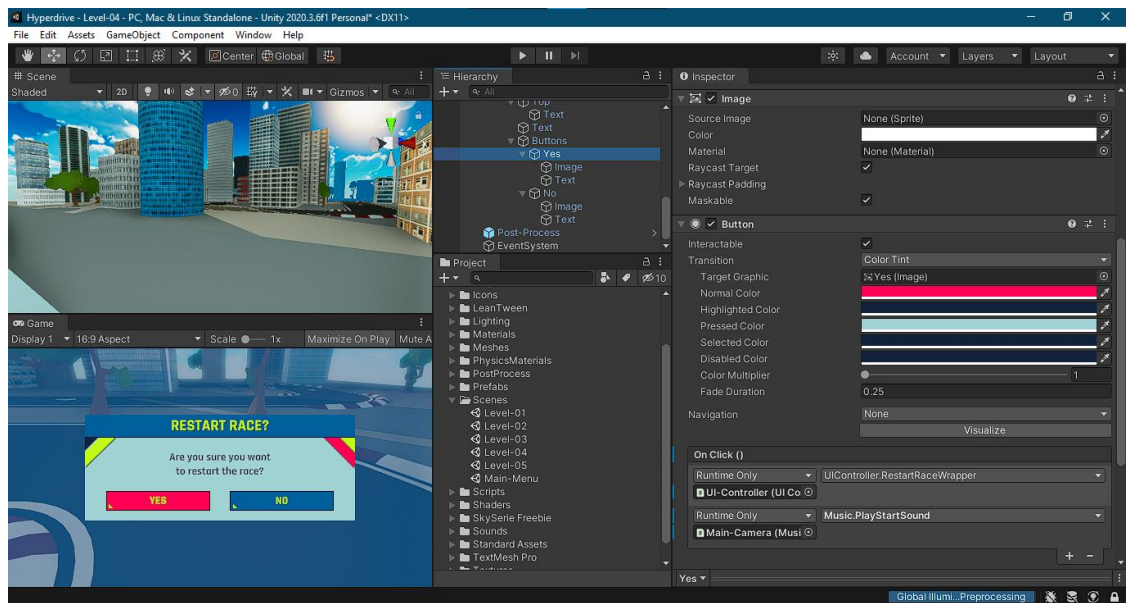 Hyperdrive - Level-04 - PC, Mac & Linux Standalone - Unity 2020.3.6f1 Personal* <DX11>
File Edit Assets GameObject Component Window Help
Center Global Account Layers Layout
# Scene
Shaded 2D 0 Gizmos All
Hierarchy
All
Top
Text
Text
Buttons
Yes
Image
Text
No
Image
Text
Post-Process
EventSystem
Project
10
Icons
LeanTween
Lighting
Materials
Meshes
PhysicsMaterials
PostProcess
Prefabs
Scenes
Level-01
Level-02
Level-03
Level-04
Level-05
Main-Menu
Scripts
Shaders
SkySerie Freebie
Sounds
Standard Assets
TextMesh Pro
Textures
Game
Display 1 16:9 Aspect Scale 1x Maximize On Play Mute A
RESTART RACE?
Are you sure you want
to restart the race?
YES NO
Inspector
Image
Source Image None (Sprite)
Color
Material None (Material)
Raycast Target
Raycast Padding
Maskable
Button
Interactable
Transition Color Tint
Target Graphic Yes (Image)
Normal Color
Highlighted Color
Pressed Color
Selected Color
Disabled Color
Color Multiplier 1
Fade Duration 0.25
Navigation None
Visualize
On Click ()
Runtime Only UIController.RestartRaceWrapper
UI-Controller (UI Co
Runtime Only Music.PlayStartSound
Main-Camera (Musi
+ -
Yes
Global Illumi...Preprocessing